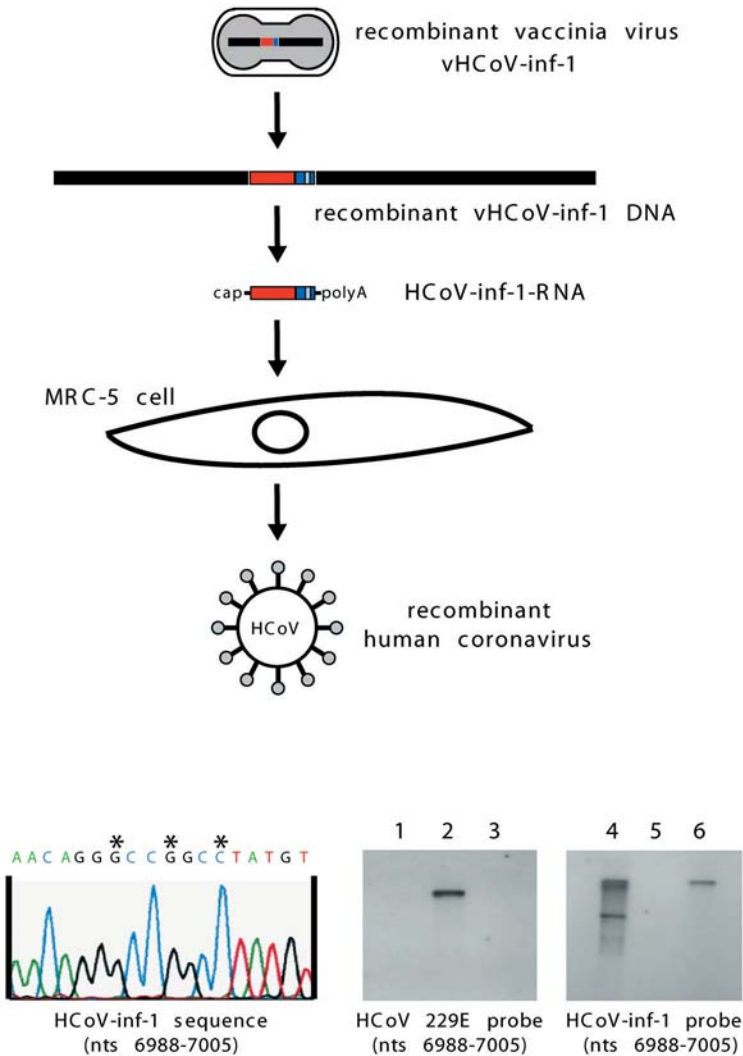 recombinant vaccinia virus
vHCoV-inf-1
recombinant vHCoV-inf-1 DNA
cap polyA HCoV-inf-1-RNA
MRC-5 cell
HCoV
recombinant
human coronavirus
* * *
A A C A G G G C C G G C C T A T G T
HCoV-inf-1 sequence
(nts 6988-7005)
1 2 3
HCoV 229E probe
(nts 6988-7005)
4 5 6
HCoV-inf-1 probe
(nts 6988-7005)